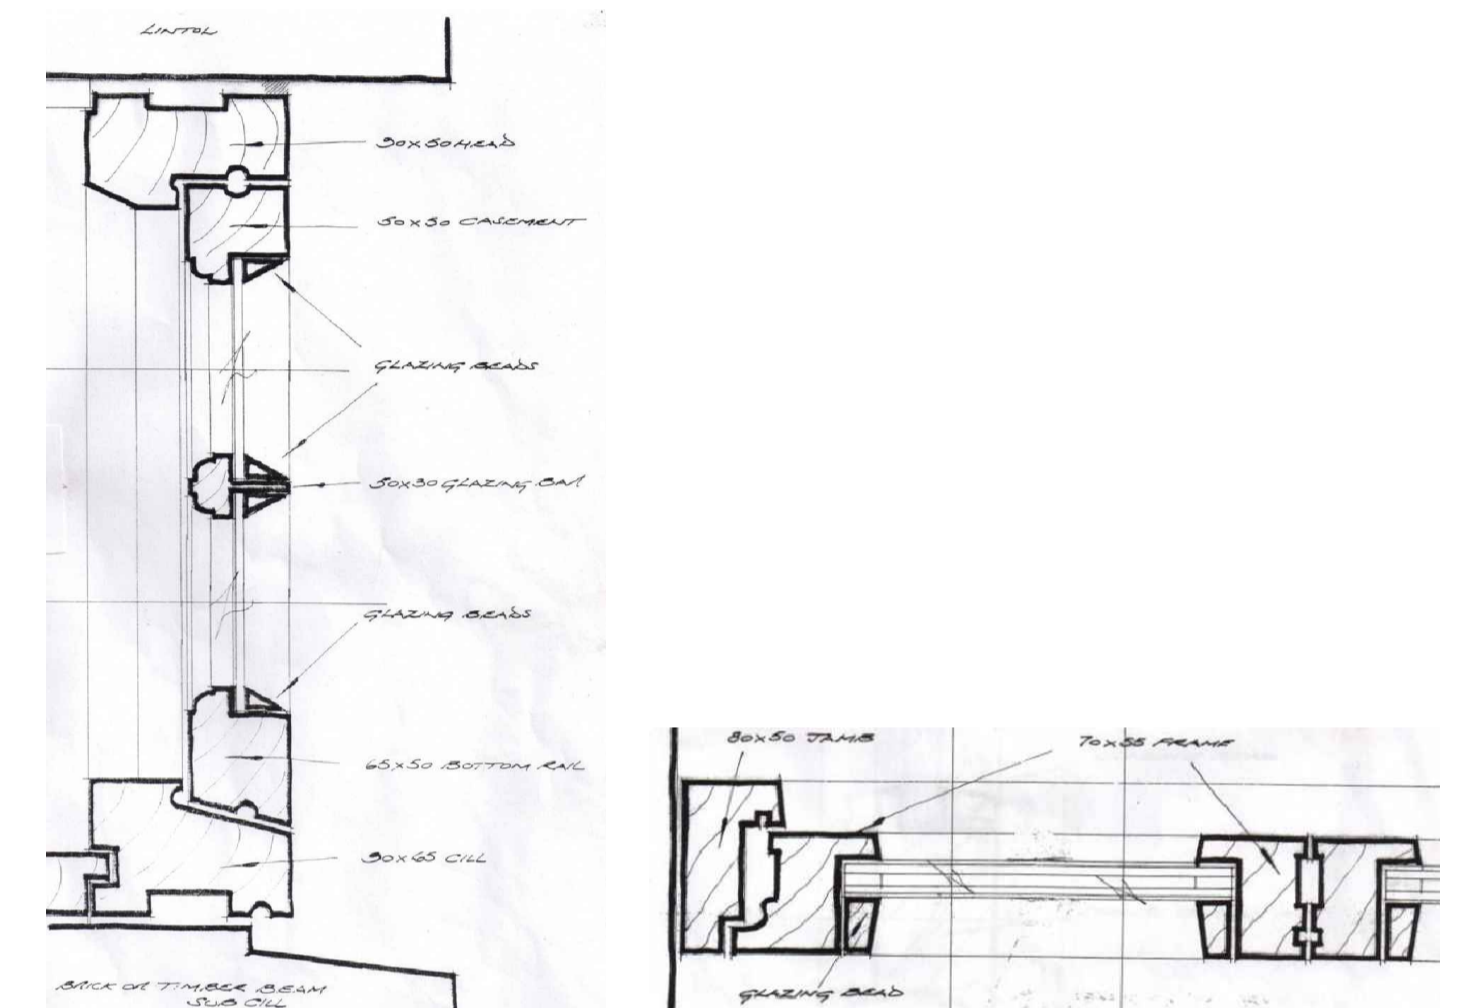 LINTOL
90X50 HEAD
50X50 CASEMENT
GLAZING BEADS
50X30 GLAZING BAR
GLAZING BEADS
65X50 BOTTOM RAIL
90X65 CILL
BRICK OR TIMBER BEAM
SUB CILL
80X50 JAMB
70X55 FRAME
GLAZING BEAD